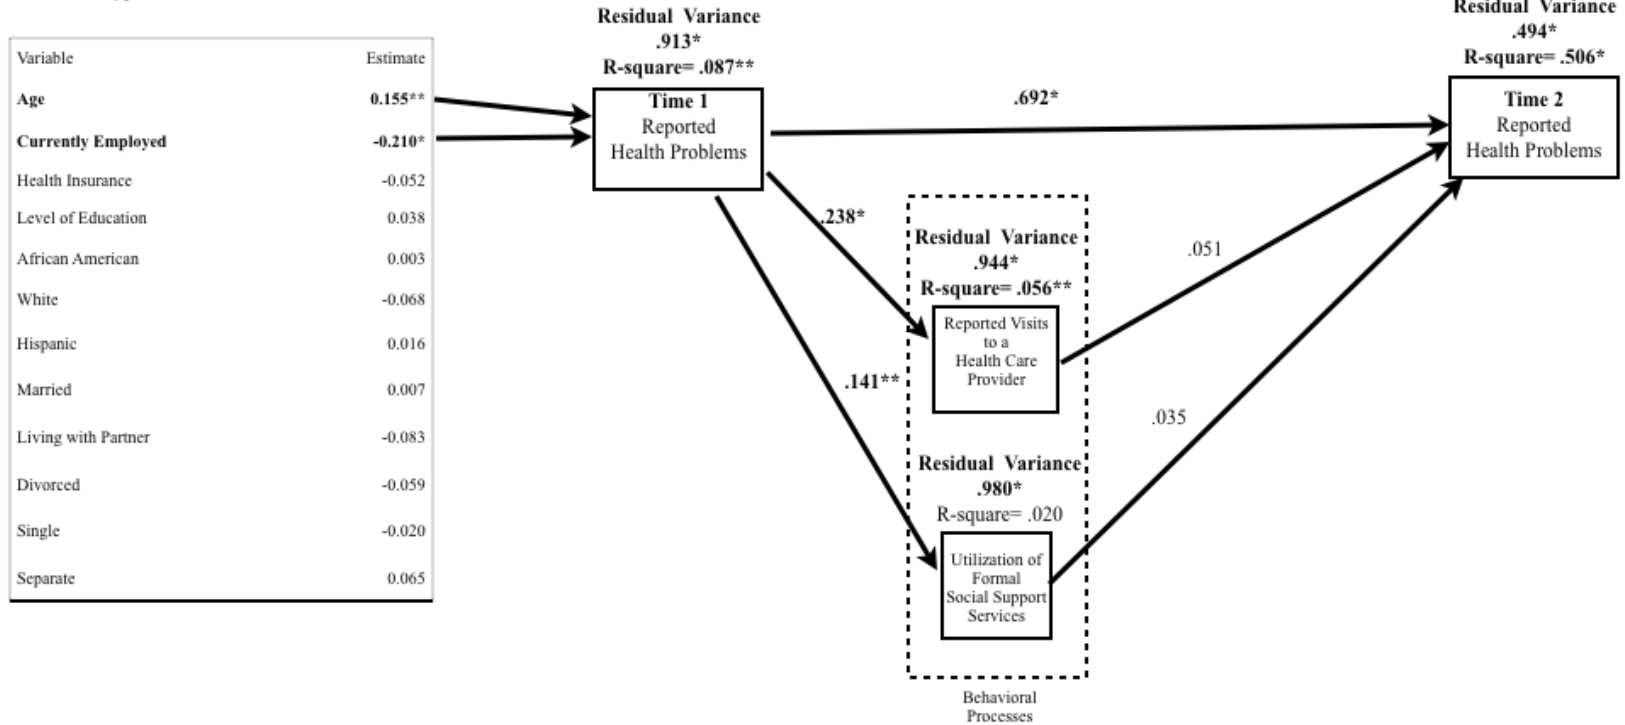 Variable Estimate
Age 0.155**
Currently Employed -0.210*
Health Insurance -0.052
Level of Education 0.038
African American 0.003
White -0.068
Hispanic 0.016
Married 0.007
Living with Partner -0.083
Divorced -0.059
Single -0.020
Separate 0.065
Residual Variance
.913*
R-square= .087**
Time 1
Reported
Health Problems
.692*
Residual Variance
.494*
R-square= .506*
Time 2
Reported
Health Problems
.238*
.141**
Residual Variance
.944*
R-square= .056**
Reported Visits
to a
Health Care
Provider
.051
Residual Variance
.980*
R-square= .020
Utilization of
Formal
Social Support
Services
.035
Behavioral
Processes